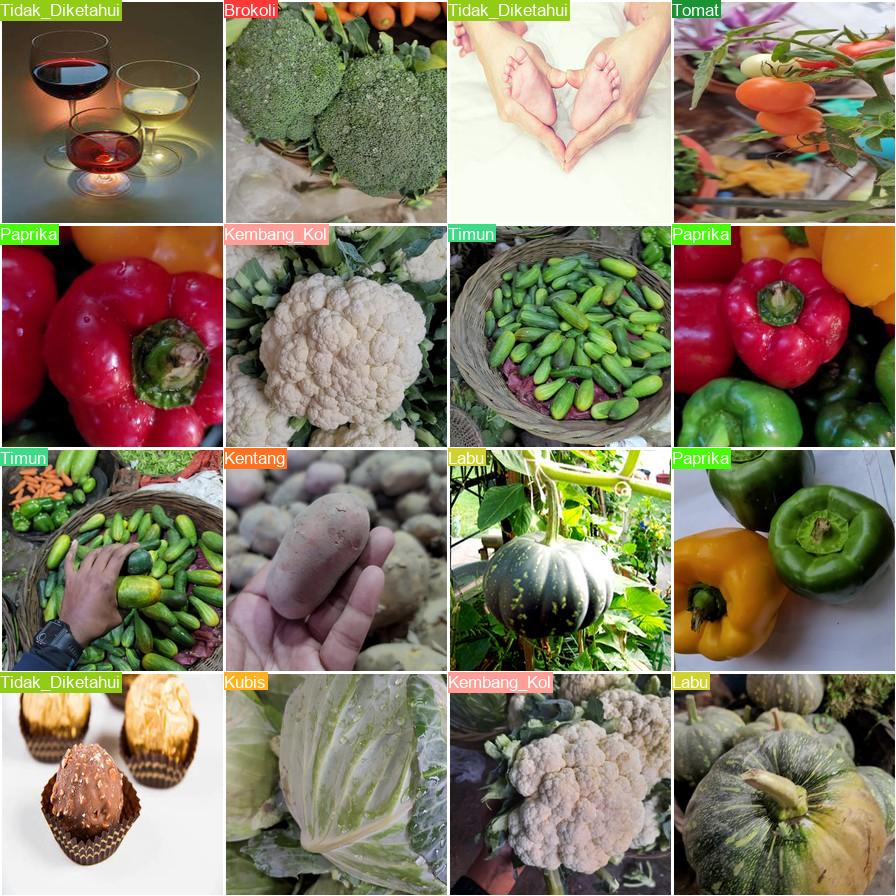 Tidak_Diketahui
Brokoli
Tidak_Diketahui
Tomat
Paprika
Kembang_Kol
Timun
Paprika
Timun
Kentang
Labu
Paprika
Tidak_Diketahui
Kubis
Kembang_Kol
Labu